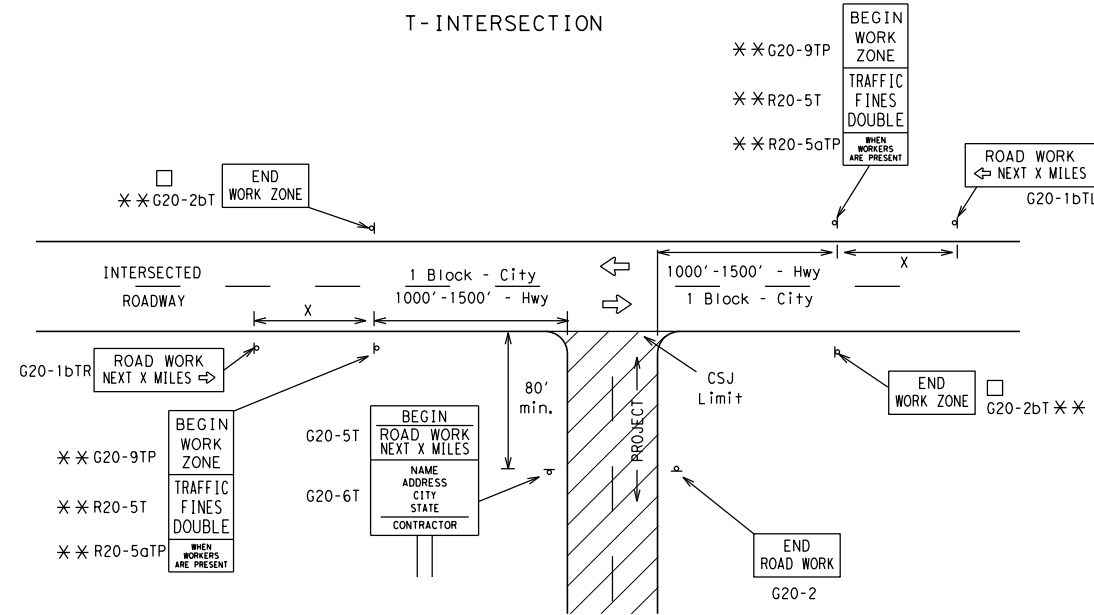 T-INTERSECTION
BEGIN
WORK
ZONE
TRAFFIC
FINES
DOUBLE
WHEN
WORKERS
ARE PRESENT
**G20-9TP
**R20-5T
**R20-5aTP
ROAD WORK
⇦ NEXT X MILES
G20-1bTL
□
**G20-2bT
END
WORK ZONE
INTERSECTED
ROADWAY
1 Block - City
1000'-1500' - Hwy
X
1000'-1500' - Hwy
1 Block - City
X
G20-1bTR
ROAD WORK
NEXT X MILES ⇨
80'
min.
CSJ
Limit
PROJECT
END
WORK ZONE
□
G20-2bT **
**G20-9TP
**R20-5T
**R20-5aTP
BEGIN
WORK
ZONE
TRAFFIC
FINES
DOUBLE
WHEN
WORKERS
ARE PRESENT
G20-5T
G20-6T
BEGIN
ROAD WORK
NEXT X MILES
NAME
ADDRESS
CITY
STATE
CONTRACTOR
END
ROAD WORK
G20-2